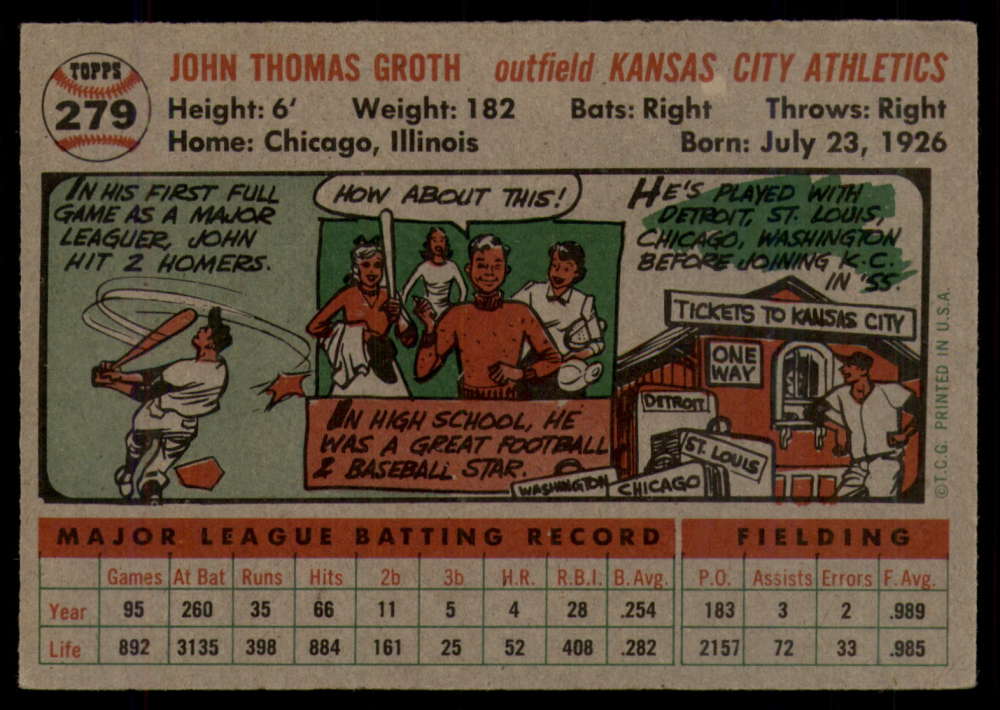 TOPPS
279
JOHN THOMAS GROTH outfield KANSAS CITY ATHLETICS
Height: 6' Weight: 182 Bats: Right Throws: Right
Home: Chicago, Illinois Born: July 23, 1926
IN HIS FIRST FULL
GAME AS A MAJOR
LEAGUER, JOHN
HIT 2 HOMERS.
HOW ABOUT THIS!
IN HIGH SCHOOL, HE
WAS A GREAT FOOTBALL
& BASEBALL STAR.
HE'S PLAYED WITH
DETROIT, ST. LOUIS,
CHICAGO, WASHINGTON
BEFORE JOINING K.C.
IN '55.
TICKETS TO KANSAS CITY
ONE
WAY
DETROIT
ST. LOUIS
WASHINGTON
CHICAGO
©T.C.G. PRINTED IN U.S.A.
MAJOR LEAGUE BATTING RECORD FIELDING
Games At Bat Runs Hits 2b 3b H.R. R.B.I. B.Avg. P.O. Assists Errors F.Avg.
Year 95 260 35 66 11 5 4 28 .254 183 3 2 .989
Life 892 3135 398 884 161 25 52 408 .282 2157 72 33 .985